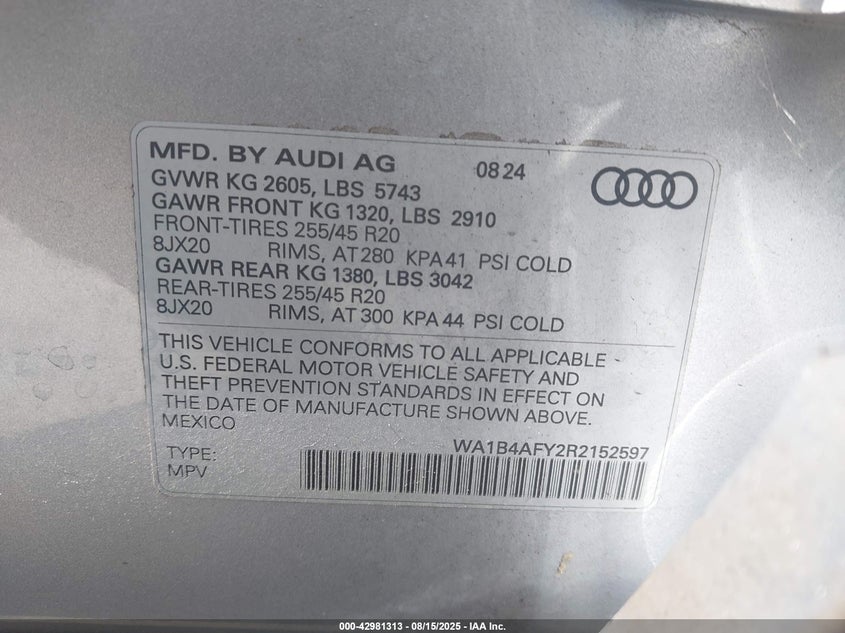 MFD. BY AUDI AG 08 24
GVWR KG 2605, LBS 5743
GAWR FRONT KG 1320, LBS 2910
FRONT-TIRES 255/45 R20
8JX20 RIMS, AT 280 KPA 41 PSI COLD
GAWR REAR KG 1380, LBS 3042
REAR-TIRES 255/45 R20
8JX20 RIMS, AT 300 KPA 44 PSI COLD
THIS VEHICLE CONFORMS TO ALL APPLICABLE
U.S. FEDERAL MOTOR VEHICLE SAFETY AND
THEFT PREVENTION STANDARDS IN EFFECT ON
THE DATE OF MANUFACTURE SHOWN ABOVE.
MEXICO
WA1B4AFY2R2152597
TYPE:
MPV
000-42981313 - 08/15/2025 - IAA Inc.